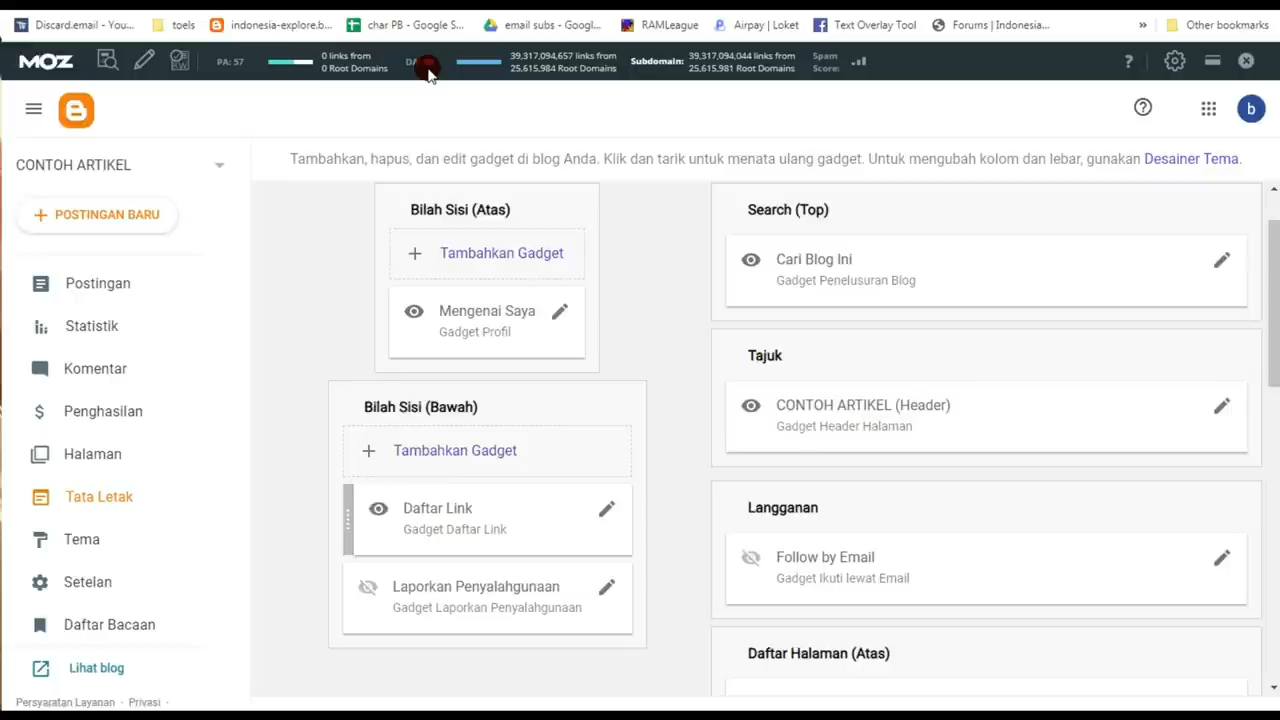 Discard.email - You...
toels
indonesia-explore.b...
char PB - Google S...
email subs - Googl...
RAMLeague
Airpay | Loket
Text Overlay Tool
Forums | Indonesia...
»
Other bookmarks
MOZ
PA: 57
0 links from
0 Root Domains
39,317,094,657 links from
25,615,984 Root Domains
Subdomain:
39,317,094,044 links from
25,615,981 Root Domains
Spam
Score:
?
b
CONTOH ARTIKEL
Tambahkan, hapus, dan edit gadget di blog Anda. Klik dan tarik untuk menata ulang gadget. Untuk mengubah kolom dan lebar, gunakan Desainer Tema.
+ POSTINGAN BARU
Postingan
Statistik
Komentar
Penghasilan
Halaman
Tata Letak
Tema
Setelan
Daftar Bacaan
Lihat blog
Persyaratan Layanan · Privasi ·
Bilah Sisi (Atas)
+ Tambahkan Gadget
Mengenai Saya
Gadget Profil
Bilah Sisi (Bawah)
+ Tambahkan Gadget
Daftar Link
Gadget Daftar Link
Laporkan Penyalahgunaan
Gadget Laporkan Penyalahgunaan
Search (Top)
Cari Blog Ini
Gadget Penelusuran Blog
Tajuk
CONTOH ARTIKEL (Header)
Gadget Header Halaman
Langganan
Follow by Email
Gadget Ikuti lewat Email
Daftar Halaman (Atas)